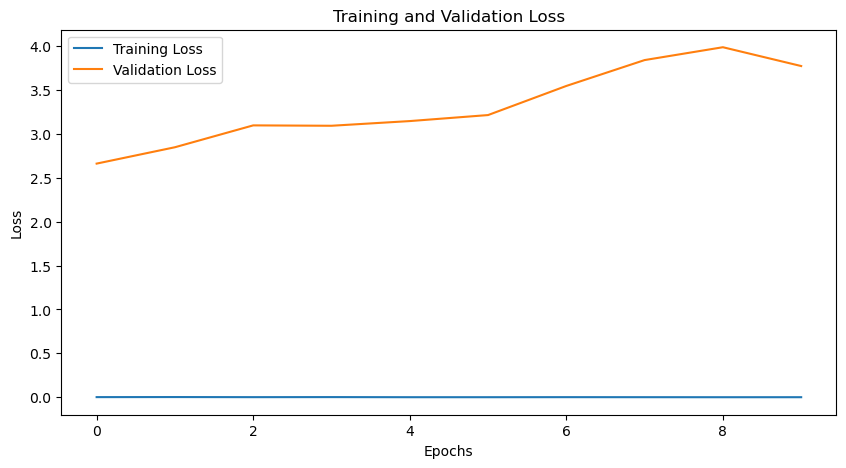 Training and Validation Loss
Training Loss
Validation Loss
4.0
3.5
3.0
2.5
2.0
1.5
1.0
0.5
0.0
Loss
0 2 4 6 8
Epochs